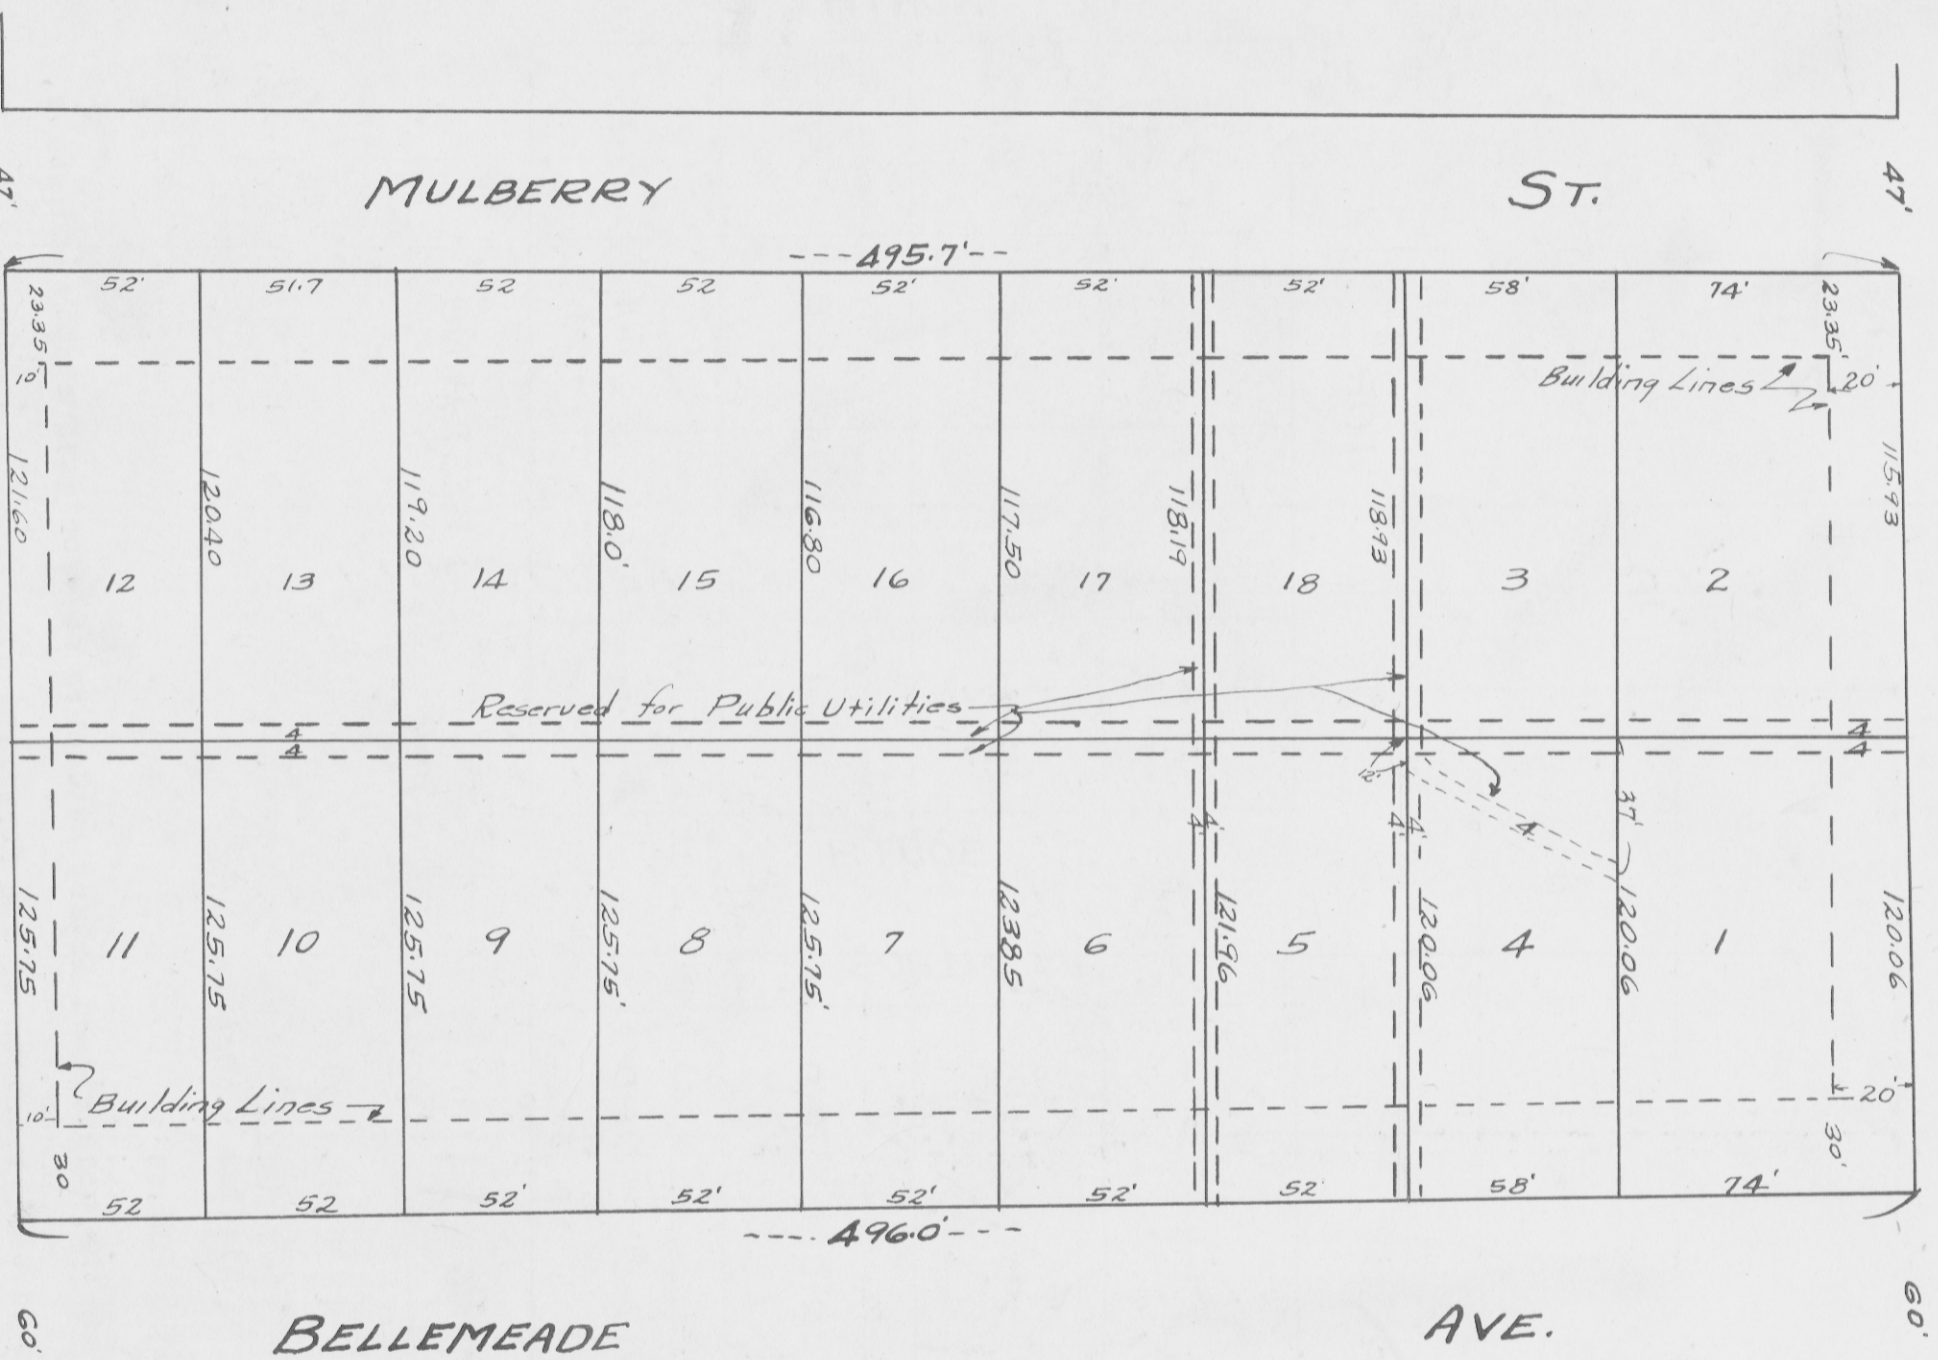 MULBERRY ST.
47' 47'
---495.7'--
52' 51.7 52 52 52' 52' 52' 58' 74'
23.35' 23.35'
10' Building Lines 20'
121.60 120.40 119.20 118.0' 116.80 117.50 118.19 118.93 115.93
12 13 14 15 16 17 18 3 2
Reserved for Public Utilities
4 4
4 4
12'
37'
4' 4' 4' 4' 4
125.75 125.75 125.75 125.75' 125.75' 123.85 121.96 120.06 120.06 120.06
11 10 9 8 7 6 5 4 1
10' Building Lines 20'
30' 30'
52 52 52' 52' 52' 52' 52 58' 74'
----496.0'---
BELLEMEADE AVE.
60' 60'